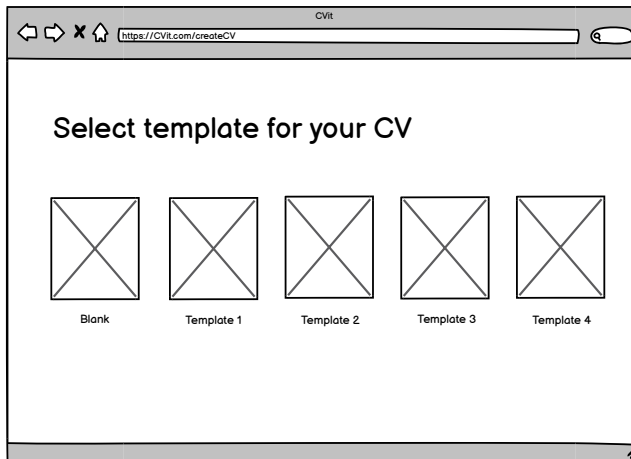 CVit
https://CVit.com/createCV
Select template for your CV
Blank
Template 1
Template 2
Template 3
Template 4